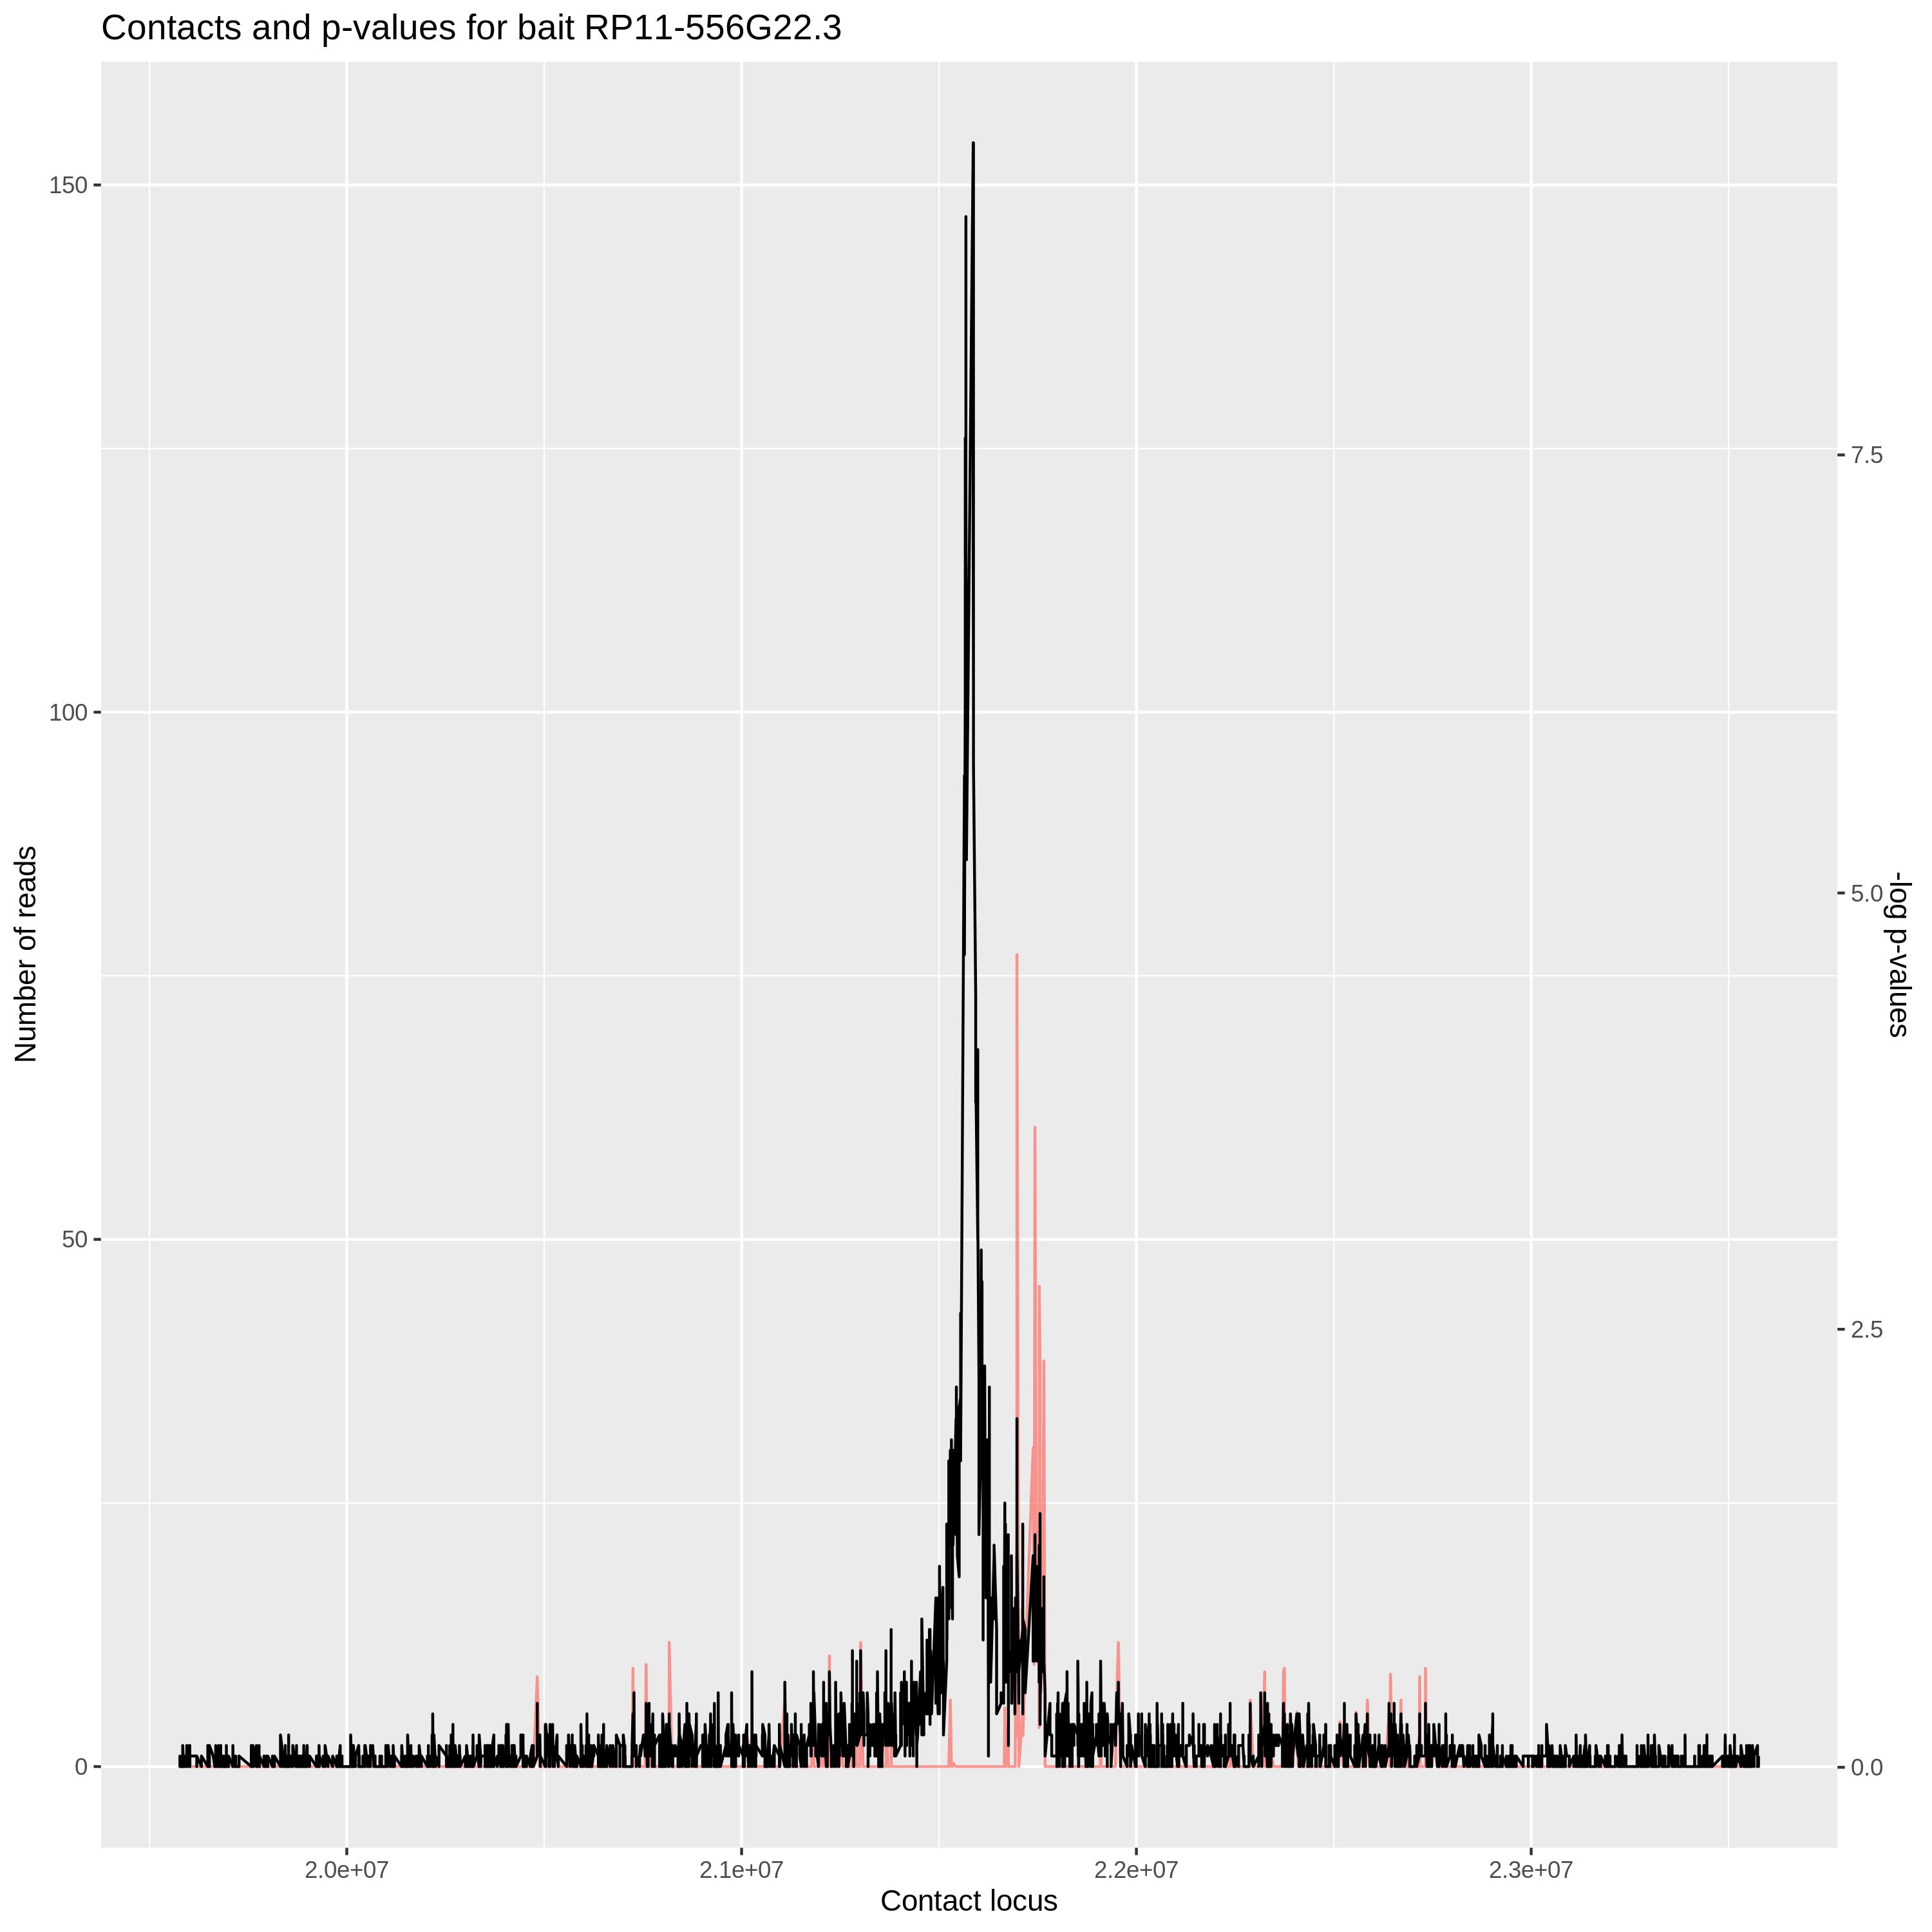 Contacts and p-values for bait RP11-556G22.3
150
100
50
0
Number of reads
7.5
5.0
2.5
0.0
-log p-values
2.0e+07
2.1e+07
2.2e+07
2.3e+07
Contact locus